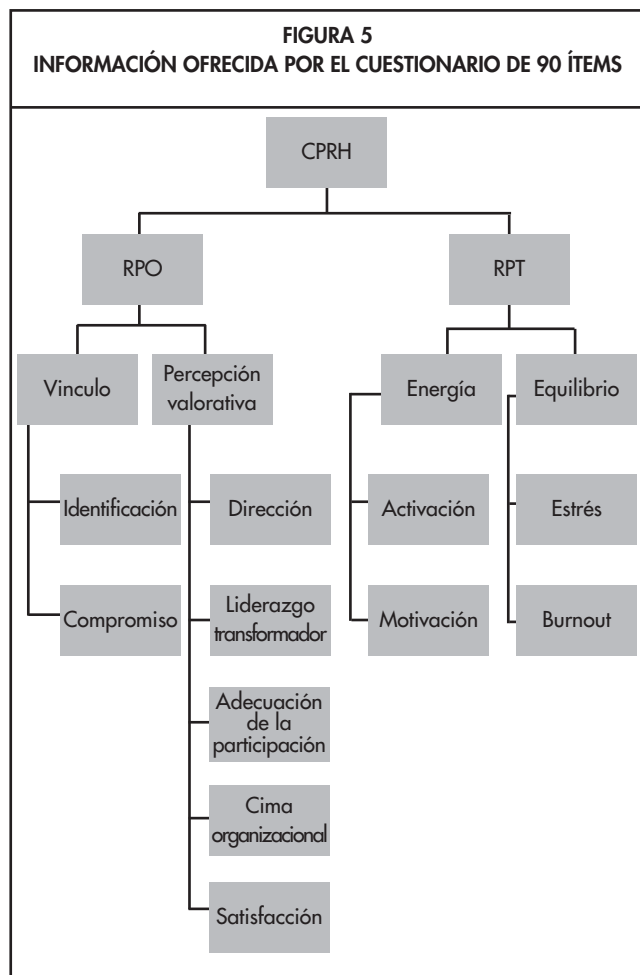 FIGURA 5
INFORMACIÓN OFRECIDA POR EL CUESTIONARIO DE 90 ÍTEMS
CPRH
RPO
RPT
Vinculo
Percepción
valorativa
Energía
Equilibrio
Identificación
Dirección
Activación
Estrés
Compromiso
Liderazgo
transformador
Motivación
Burnout
Adecuación
de la
participación
Cima
organizacional
Satisfacción